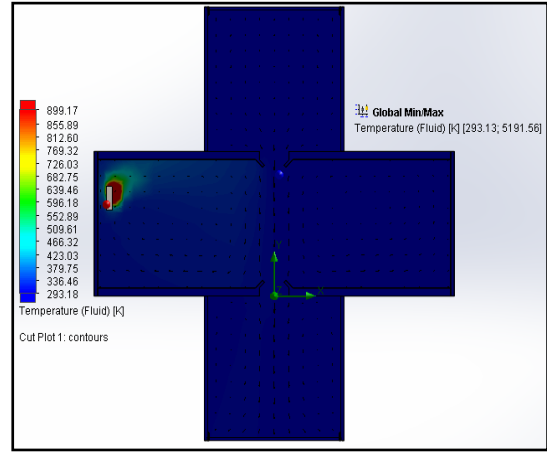 899.17
855.89
812.60
769.32
726.03
682.75
639.46
596.18
552.89
509.61
466.32
423.03
379.75
336.46
293.18
Temperature (Fluid) [K]
Cut Plot 1: contours
Global Min/Max
Temperature (Fluid) [K] [293.13; 5191.56]
Y
X